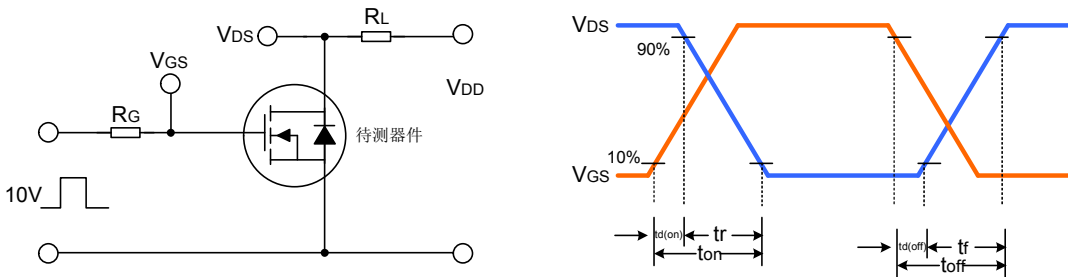 VDS
RL
VGS
VDD
RG
待测器件
10V
VDS
90%
10%
VGS
td(on)
tr
ton
td(off)
tf
toff